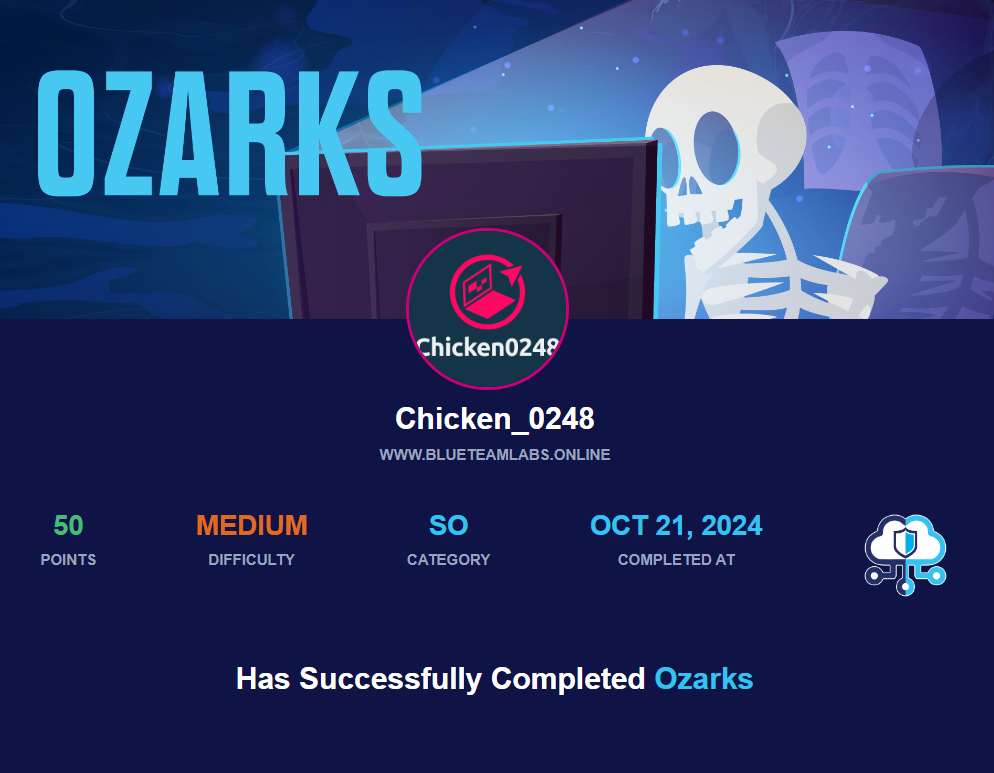 OZARKS
Chicken0248
Chicken_0248
WWW.BLUETEAMLABS.ONLINE
50 MEDIUM SO OCT 21, 2024
POINTS DIFFICULTY CATEGORY COMPLETED AT
Has Successfully Completed Ozarks